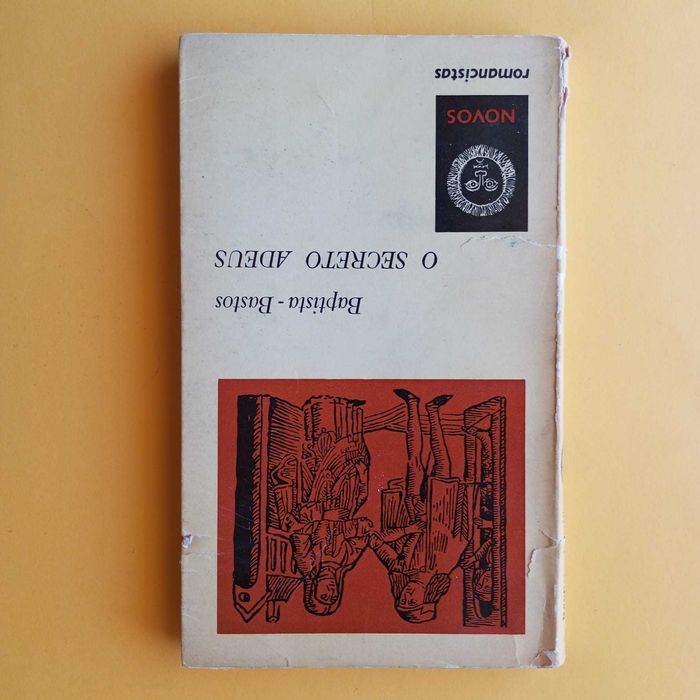 Baptista-Bastos
O SECRETO ADEUS
NOVOS
romancistas